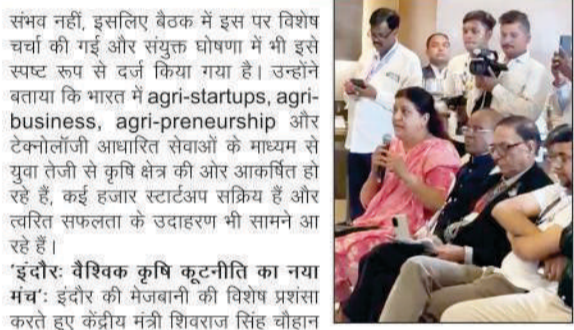 संभव नहीं, इसलिए बैठक में इस पर विशेष
चर्चा की गई और संयुक्त घोषणा में भी इसे
स्पष्ट रूप से दर्ज किया गया है। उन्होंने
बताया कि भारत में agri-startups, agri-
business, agri-preneurship और
टेक्नोलॉजी आधारित सेवाओं के माध्यम से
युवा तेजी से कृषि क्षेत्र की ओर आकर्षित हो
रहे हैं, कई हजार स्टार्टअप सक्रिय हैं और
त्वरित सफलता के उदाहरण भी सामने आ
रहे हैं।
'इंदौरः वैश्विक कृषि कूटनीति का नया
मंच': इंदौर की मेजबानी की विशेष प्रशंसा
करते हुए केंद्रीय मंत्री शिवराज सिंह चौहान